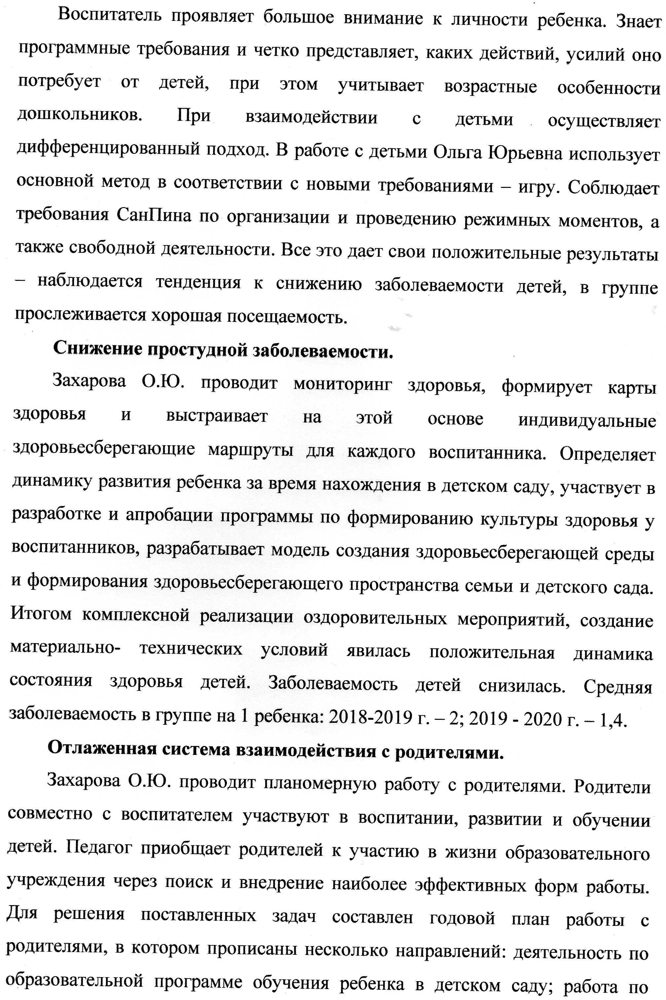 Воспитатель проявляет большое внимание к личности ребенка. Знает
программные требования и четко представляет, каких действий, усилий оно
потребует от детей, при этом учитывает возрастные особенности
дошкольников. При взаимодействии с детьми осуществляет
дифференцированный подход. В работе с детьми Ольга Юрьевна использует
основной метод в соответствии с новыми требованиями – игру. Соблюдает
требования СанПина по организации и проведению режимных моментов, а
также свободной деятельности. Все это дает свои положительные результаты
– наблюдается тенденция к снижению заболеваемости детей, в группе
прослеживается хорошая посещаемость.
Снижение простудной заболеваемости.
Захарова О.Ю. проводит мониторинг здоровья, формирует карты
здоровья и выстраивает на этой основе индивидуальные
здоровьесберегающие маршруты для каждого воспитанника. Определяет
динамику развития ребенка за время нахождения в детском саду, участвует в
разработке и апробации программы по формированию культуры здоровья у
воспитанников, разрабатывает модель создания здоровьесберегающей среды
и формирования здоровьесберегающего пространства семьи и детского сада.
Итогом комплексной реализации оздоровительных мероприятий, создание
материально- технических условий явилась положительная динамика
состояния здоровья детей. Заболеваемость детей снизилась. Средняя
заболеваемость в группе на 1 ребенка: 2018-2019 г. – 2; 2019 - 2020 г. – 1,4.
Отлаженная система взаимодействия с родителями.
Захарова О.Ю. проводит планомерную работу с родителями. Родители
совместно с воспитателем участвуют в воспитании, развитии и обучении
детей. Педагог приобщает родителей к участию в жизни образовательного
учреждения через поиск и внедрение наиболее эффективных форм работы.
Для решения поставленных задач составлен годовой план работы с
родителями, в котором прописаны несколько направлений: деятельность по
образовательной программе обучения ребенка в детском саду; работа по